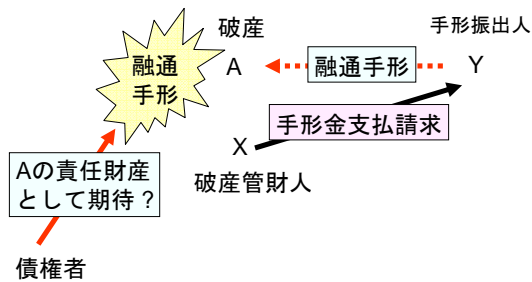 破産
手形振出人
融通
手形
A
融通手形
Y
手形金支払請求
X
破産管財人
Aの責任財産
として期待？
債権者